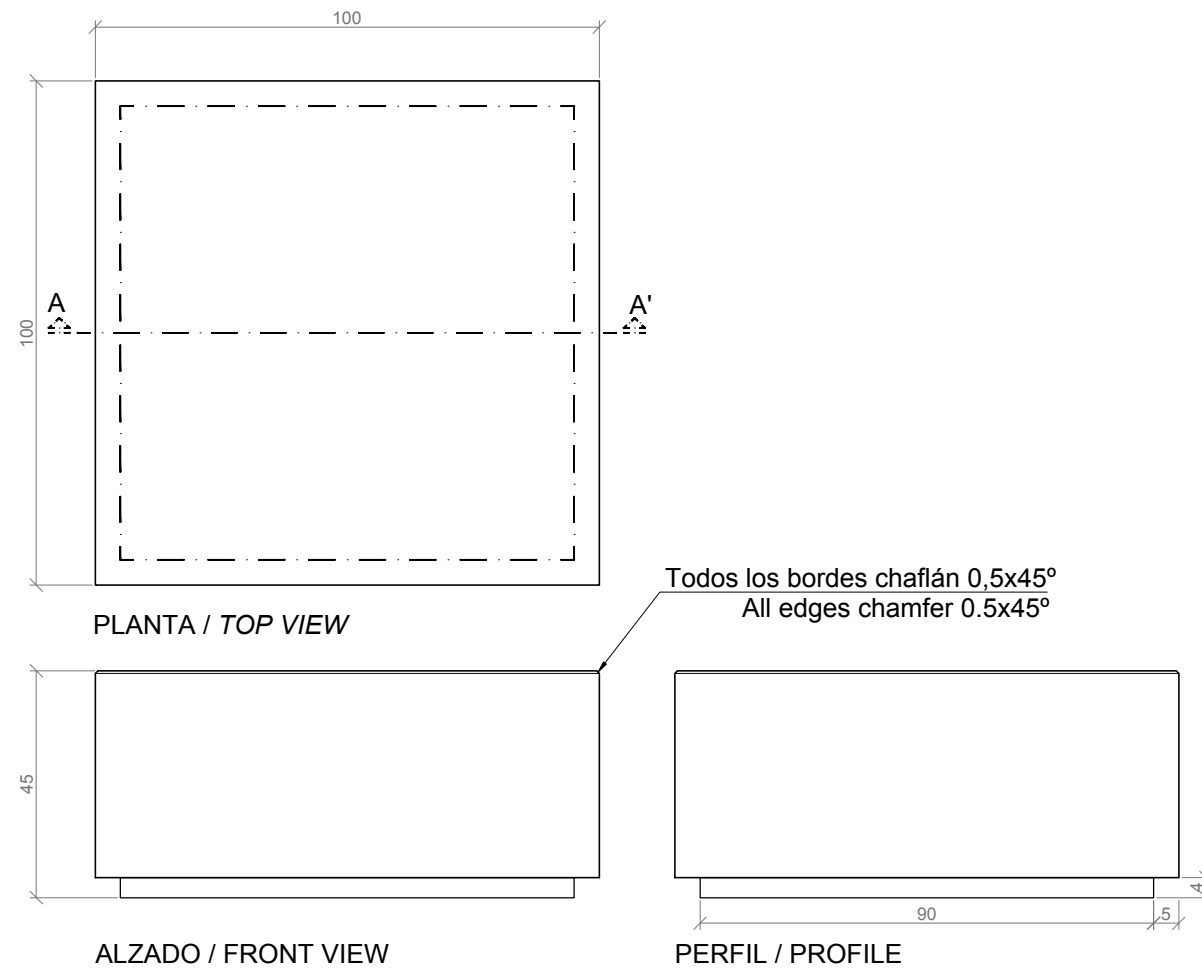 100
100
A
A'
Todos los bordes chaflán 0,5x45º
All edges chamfer 0.5x45º
PLANTA / TOP VIEW
45
4
90
5
ALZADO / FRONT VIEW
PERFIL / PROFILE